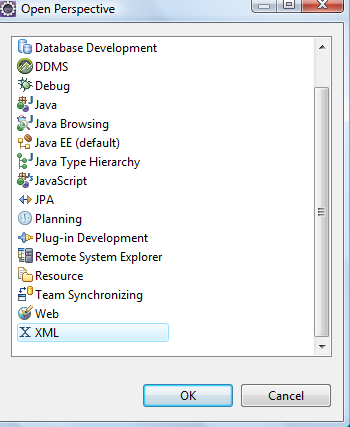 Open Perspective
Database Development
DDMS
Debug
Java
Java Browsing
Java EE (default)
Java Type Hierarchy
JavaScript
JPA
Planning
Plug-in Development
Remote System Explorer
Resource
Team Synchronizing
Web
XML
OK
Cancel